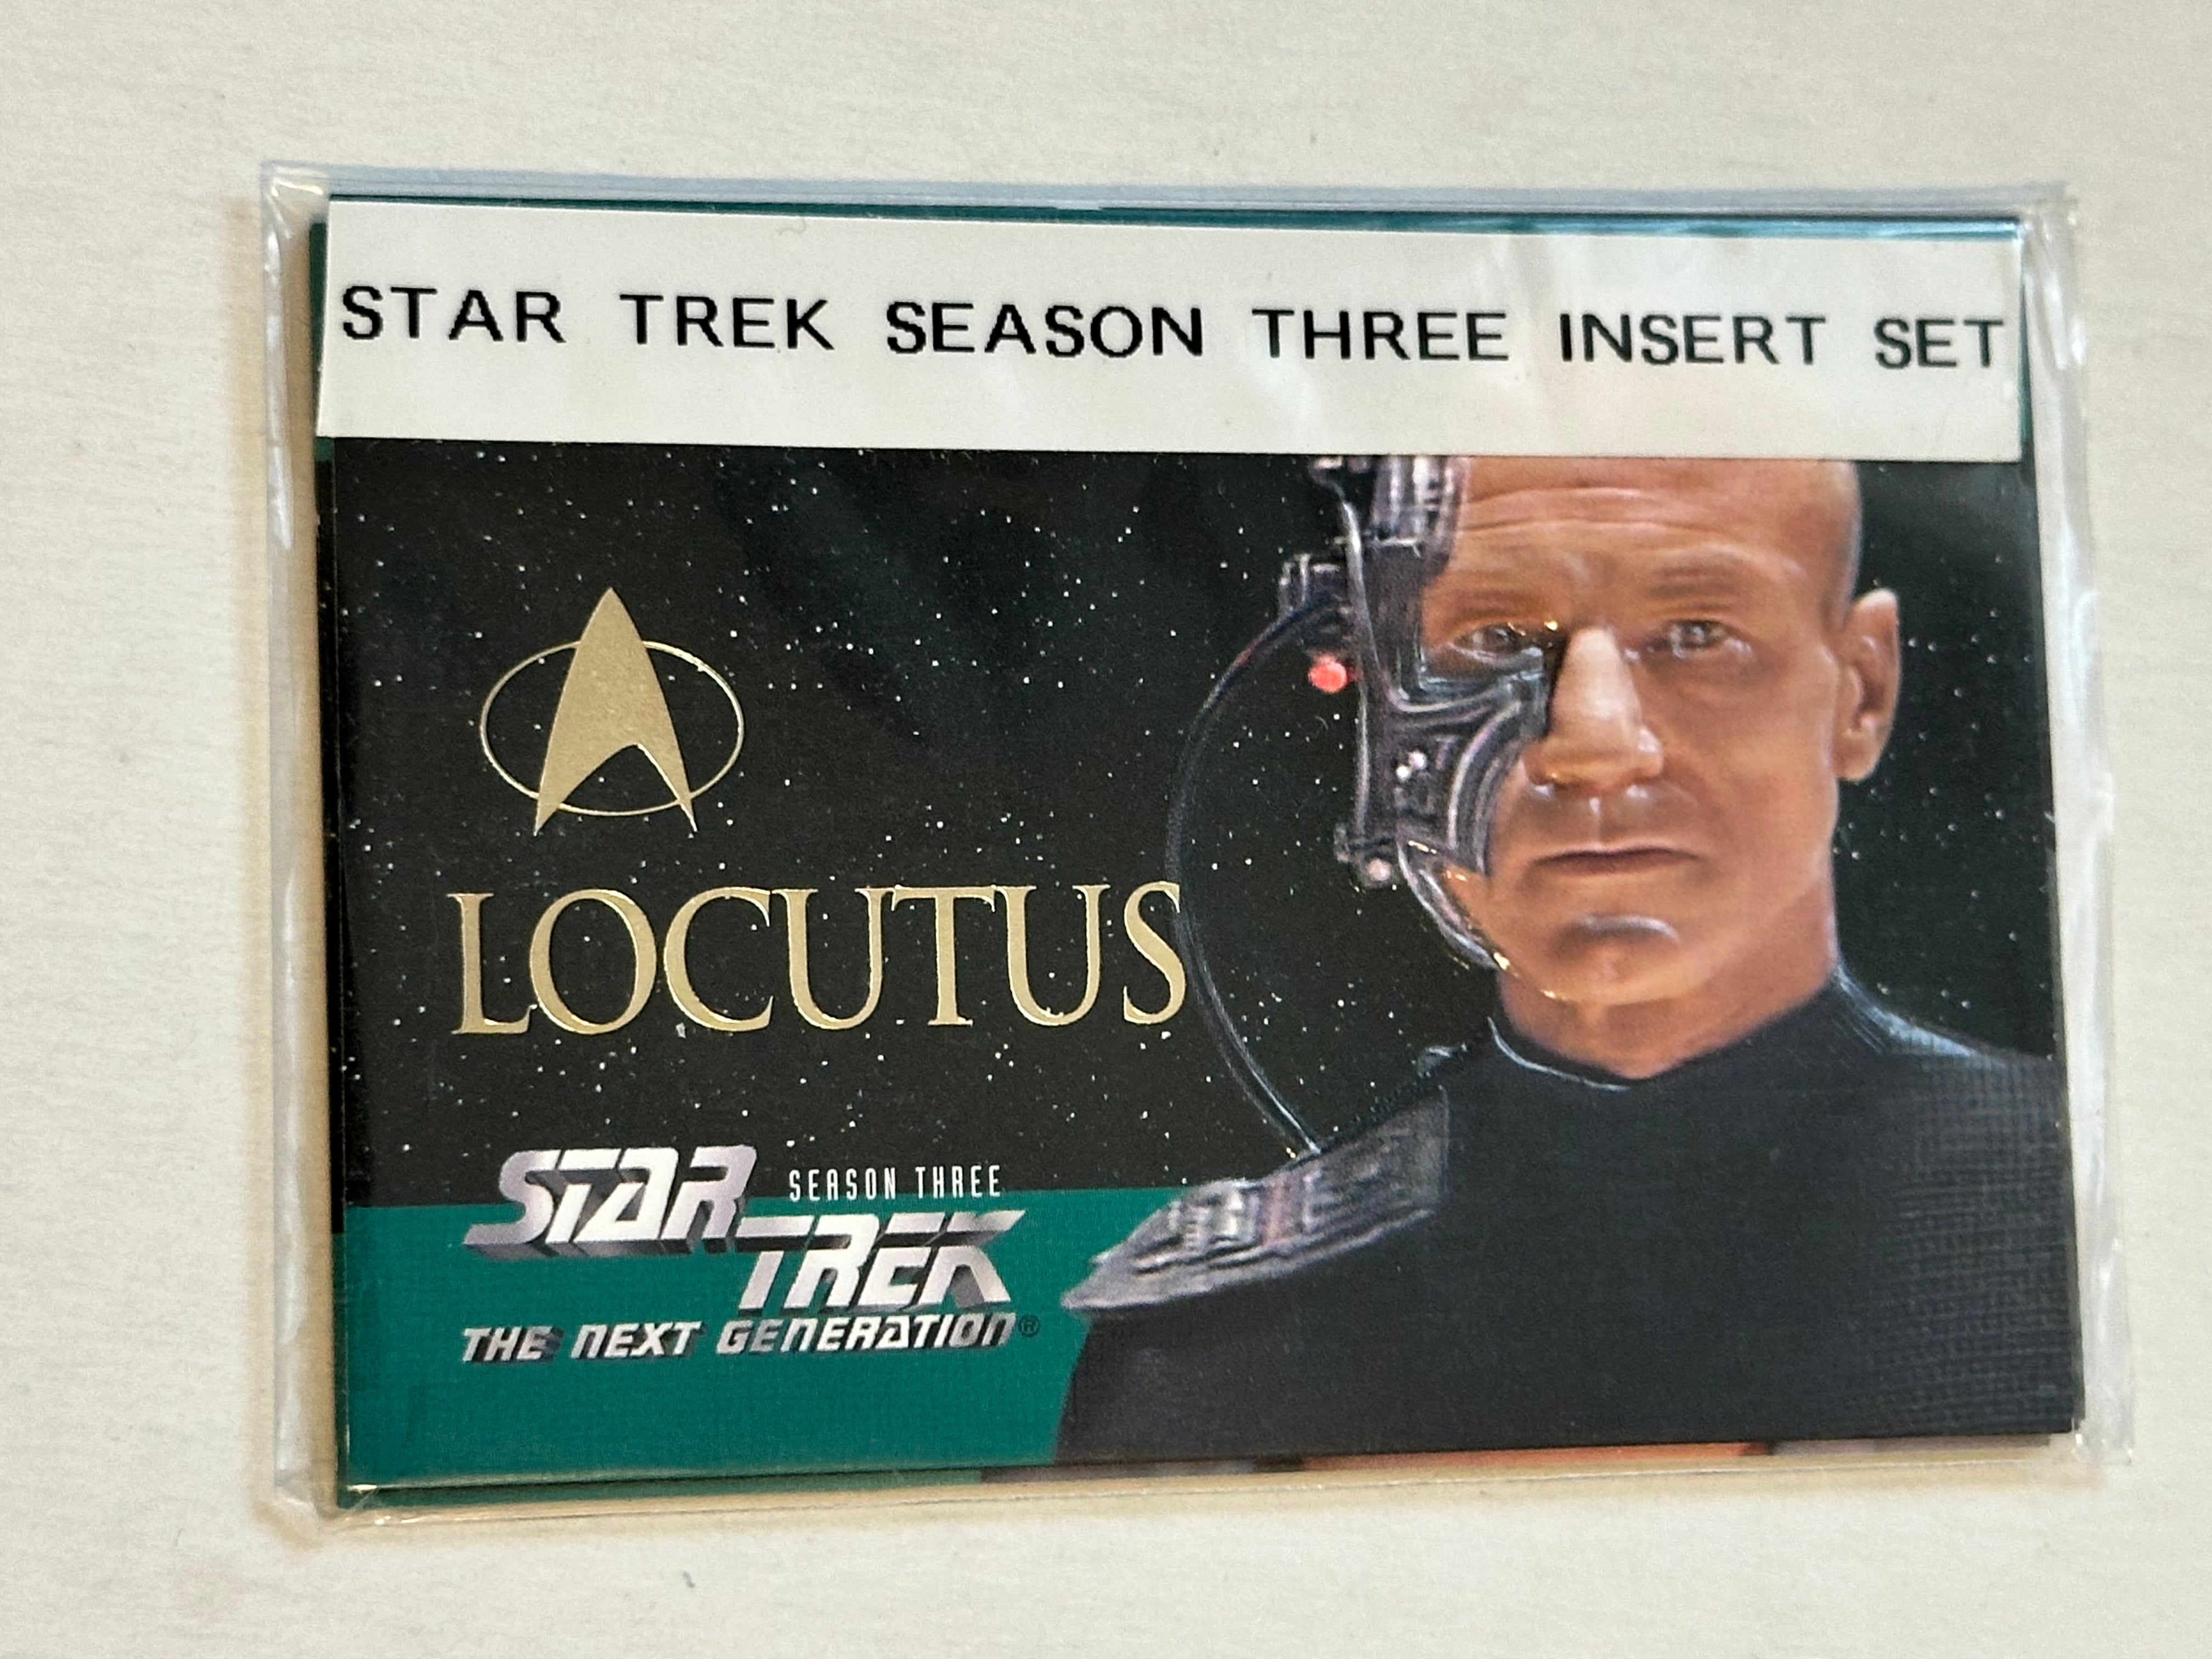 STAR TREK SEASON THREE INSERT SET
LOCUTUS
STAR SEASON THREE
TREK
THE NEXT GENERATION®